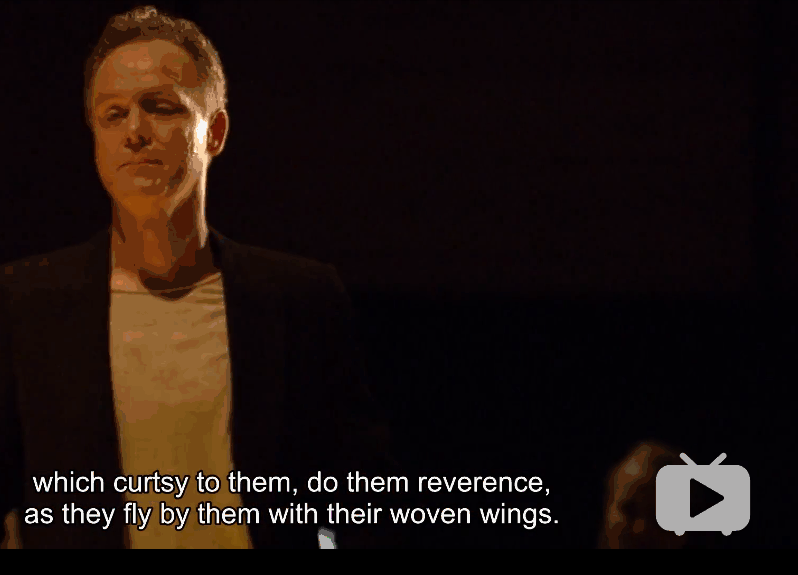 which curtsy to them, do them reverence,
as they fly by them with their woven wings.